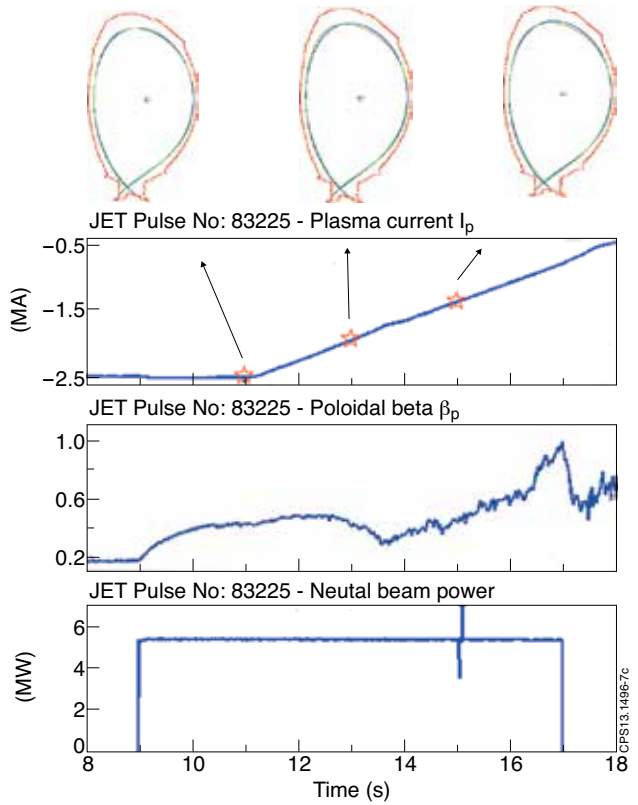 JET Pulse No: 83225 - Plasma current Ip
−0.5
−1.5
−2.5
(MA)
JET Pulse No: 83225 - Poloidal beta βp
1.0
0.6
0.2
JET Pulse No: 83225 - Neutal beam power
6
4
2
0
(MW)
8 10 12 14 16 18
Time (s)
CPS13.1496-7c